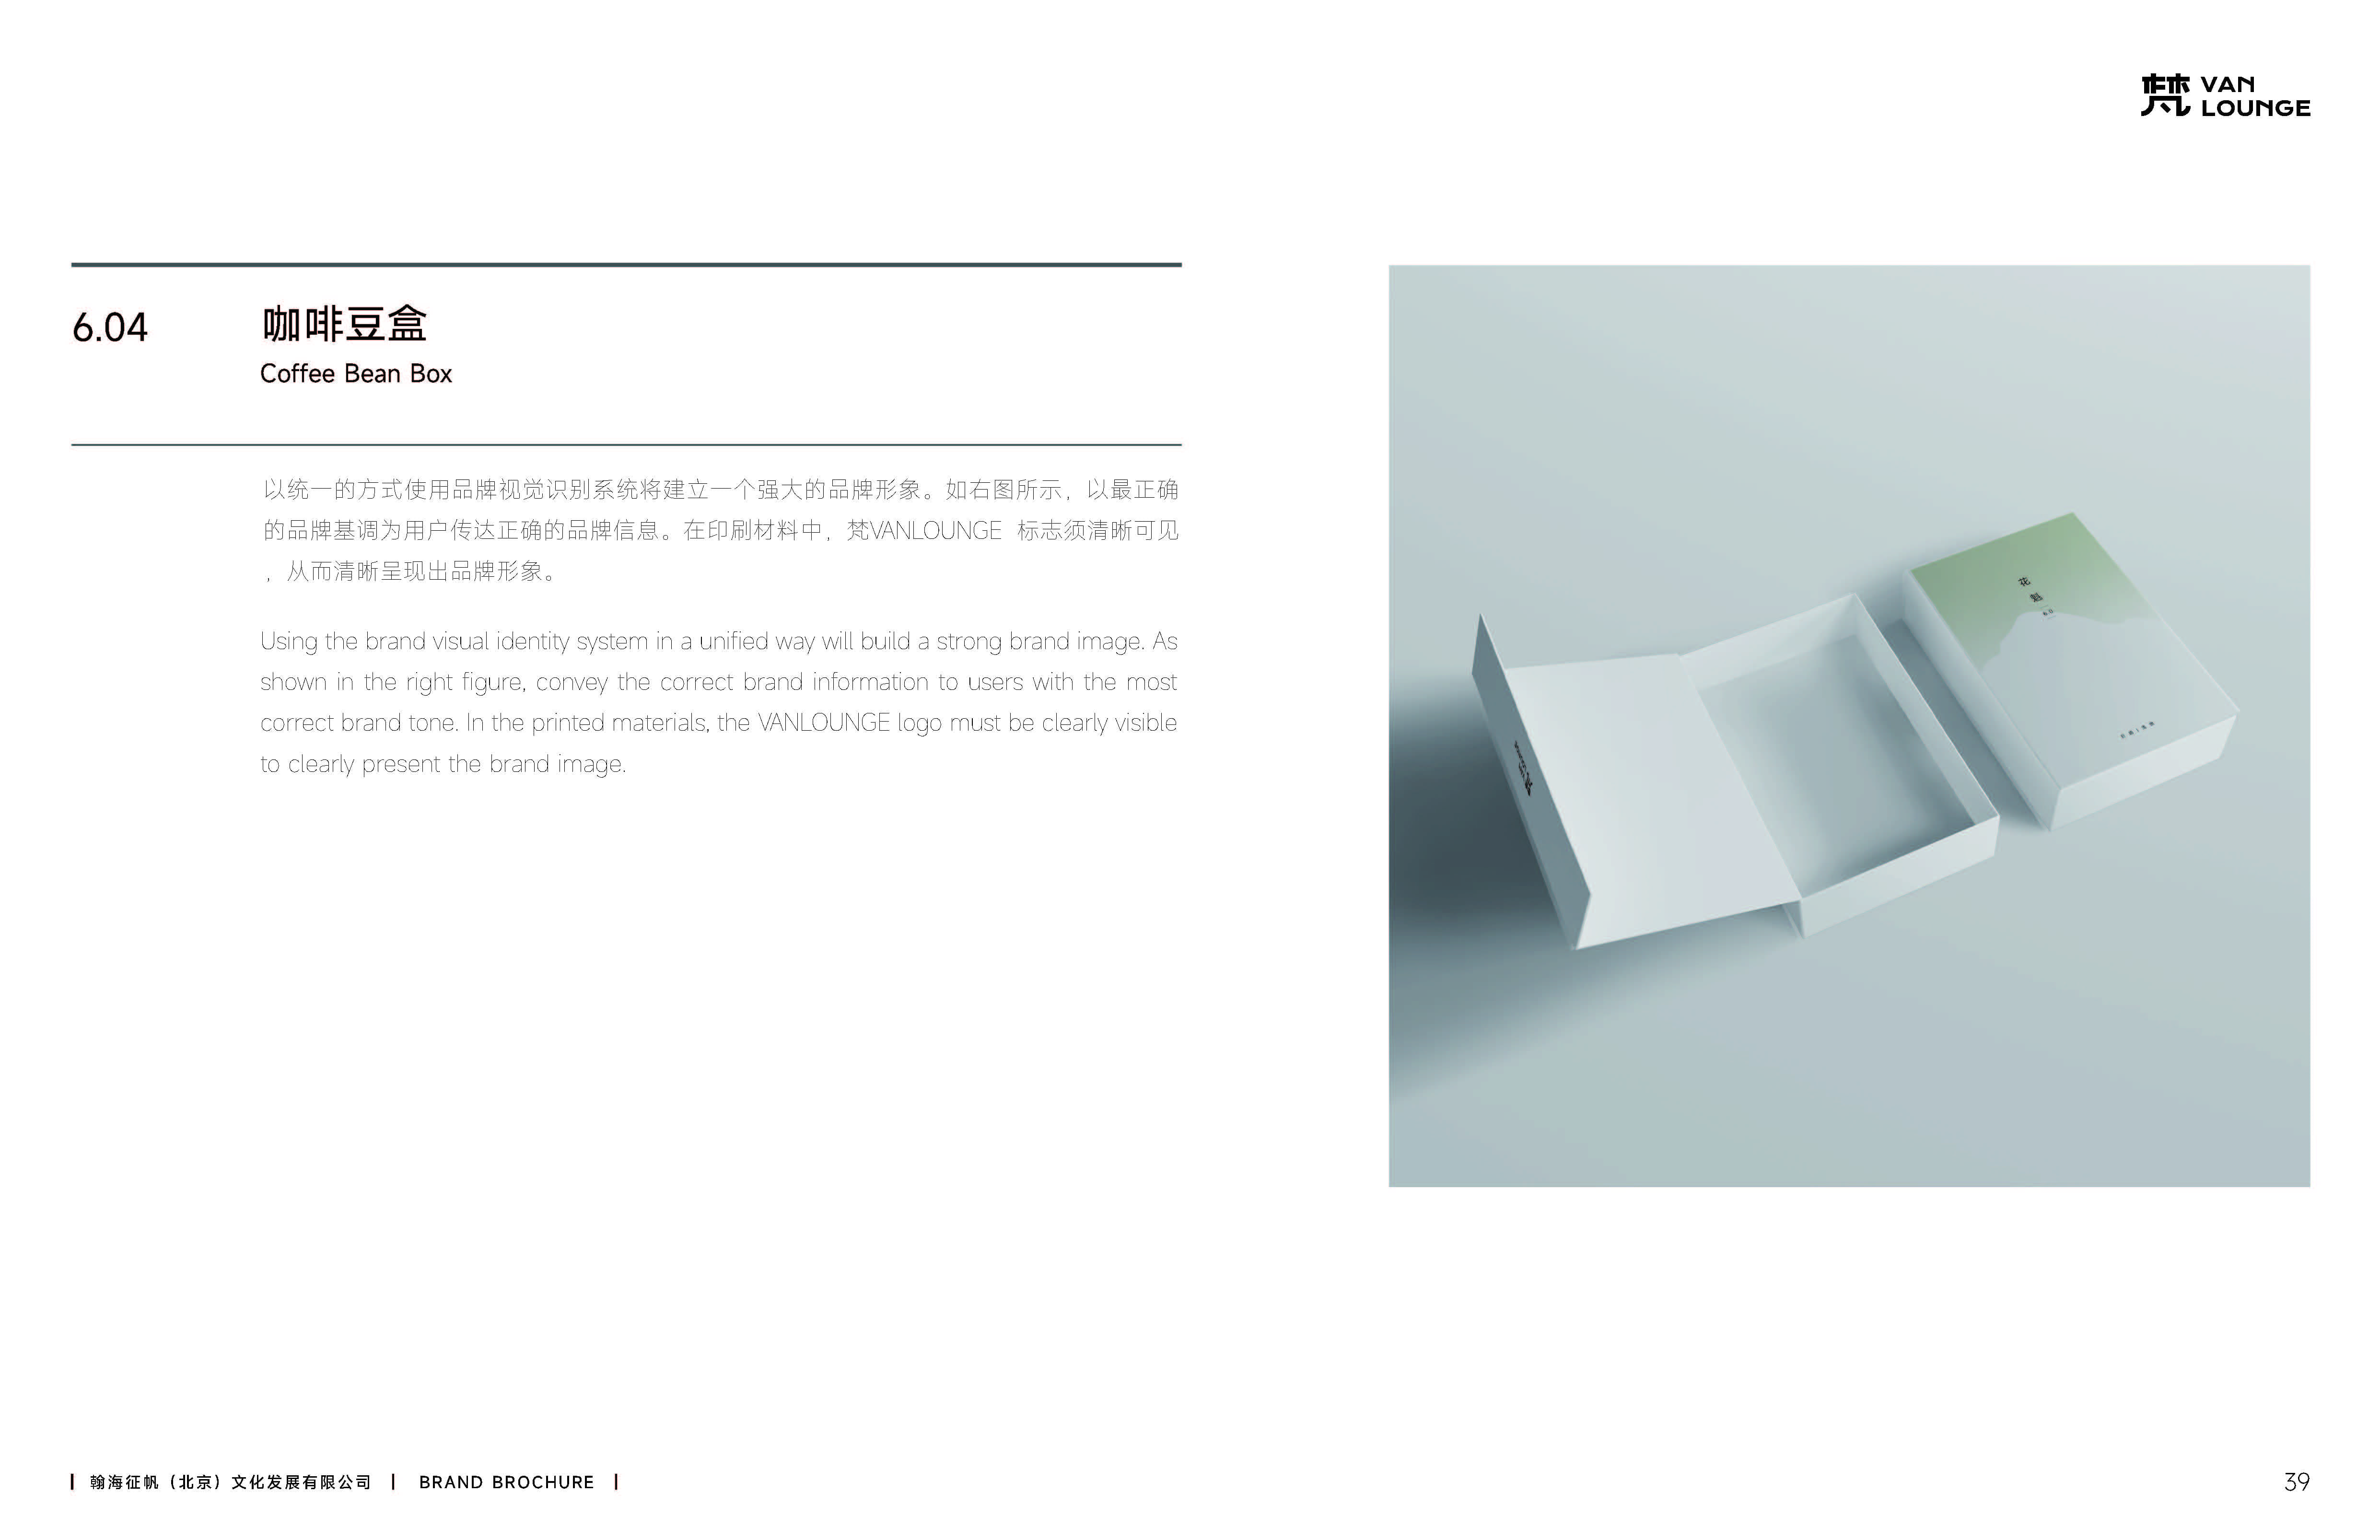 梵 VAN
LOUNGE
6.04
咖啡豆盒
Coffee Bean Box
以统一的方式使用品牌视觉识别系统将建立一个强大的品牌形象。如右图所示，以最正确
的品牌基调为用户传达正确的品牌信息。在印刷材料中，梵VANLOUNGE 标志须清晰可见
，从而清晰呈现出品牌形象。
Using the brand visual identity system in a unified way will build a strong brand image. As
shown in the right figure, convey the correct brand information to users with the most
correct brand tone. In the printed materials, the VANLOUNGE logo must be clearly visible
to clearly present the brand image.
花
魁
翰海征帆（北京）文化发展有限公司 | BRAND BROCHURE |
39